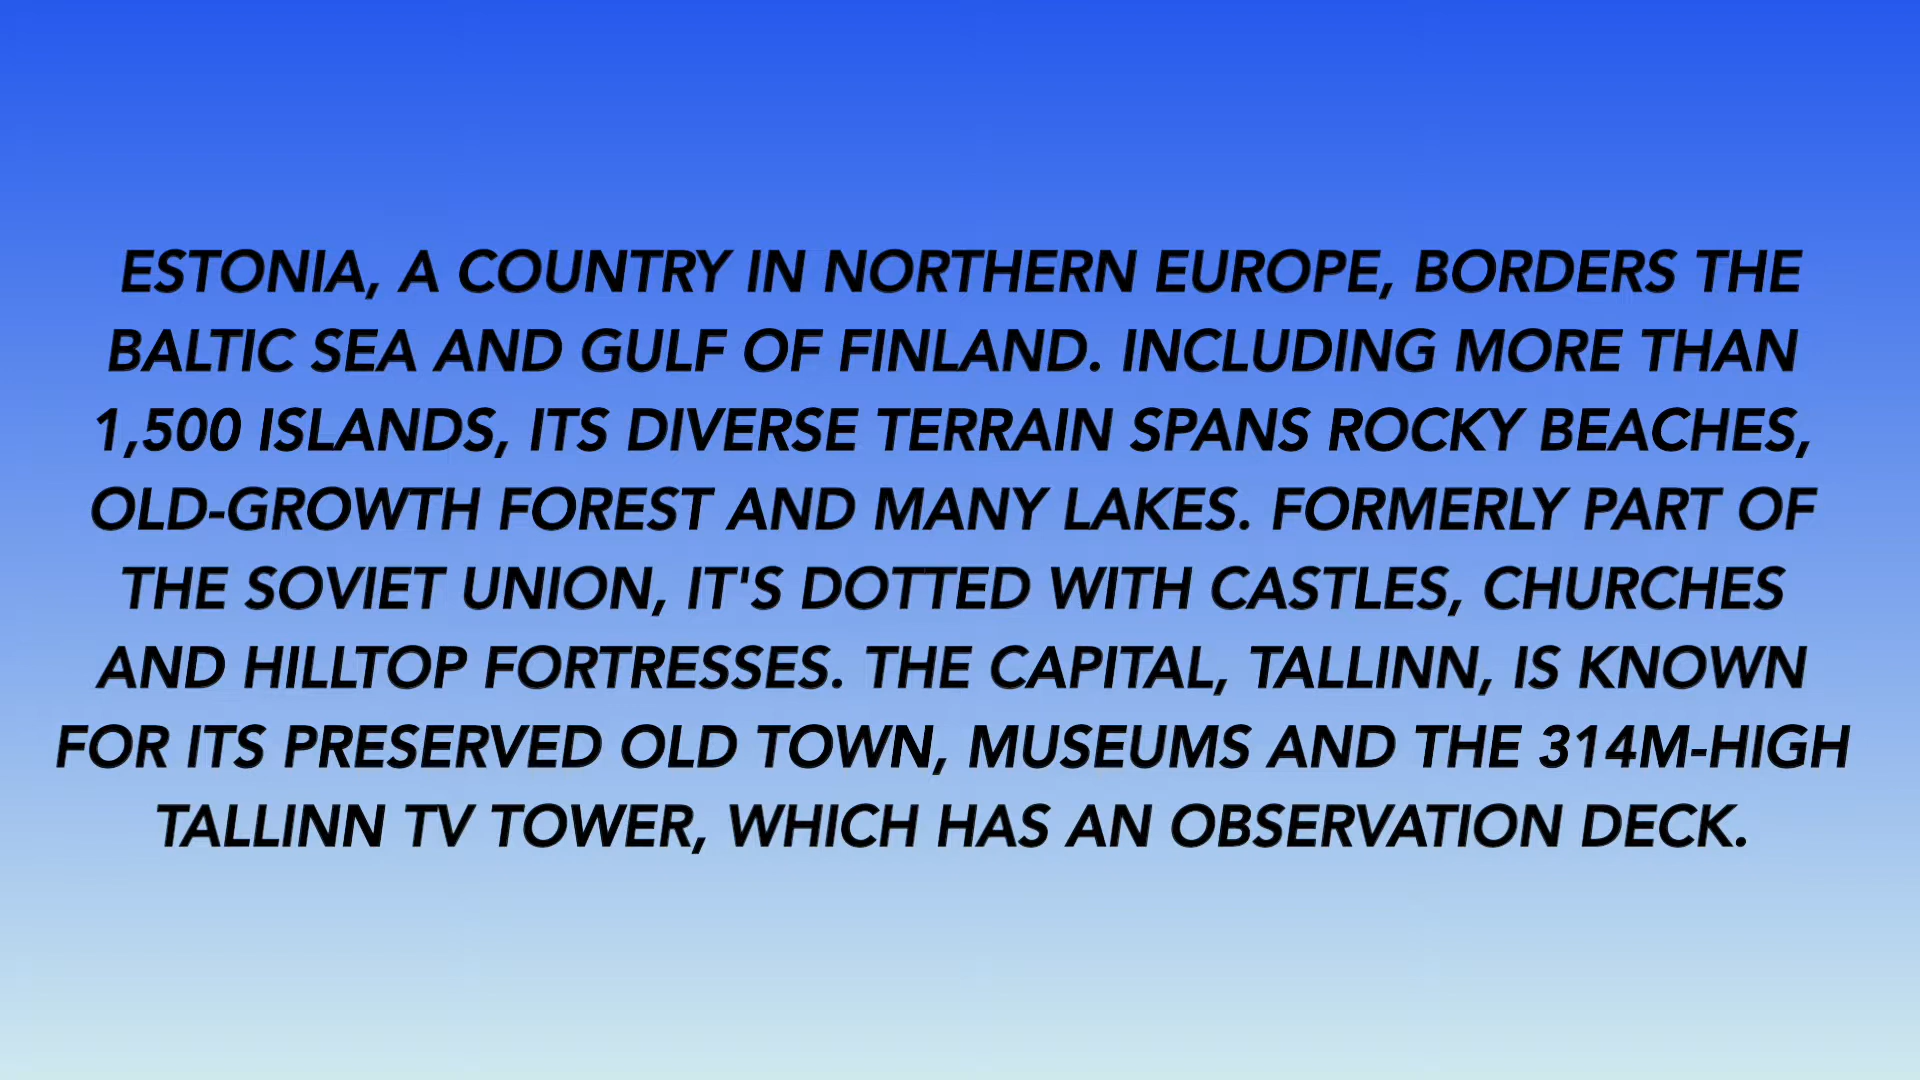 ESTONIA, A COUNTRY IN NORTHERN EUROPE, BORDERS THE
BALTIC SEA AND GULF OF FINLAND. INCLUDING MORE THAN
1,500 ISLANDS, ITS DIVERSE TERRAIN SPANS ROCKY BEACHES,
OLD-GROWTH FOREST AND MANY LAKES. FORMERLY PART OF
THE SOVIET UNION, IT'S DOTTED WITH CASTLES, CHURCHES
AND HILLTOP FORTRESSES. THE CAPITAL, TALLINN, IS KNOWN
FOR ITS PRESERVED OLD TOWN, MUSEUMS AND THE 314M-HIGH
TALLINN TV TOWER, WHICH HAS AN OBSERVATION DECK.